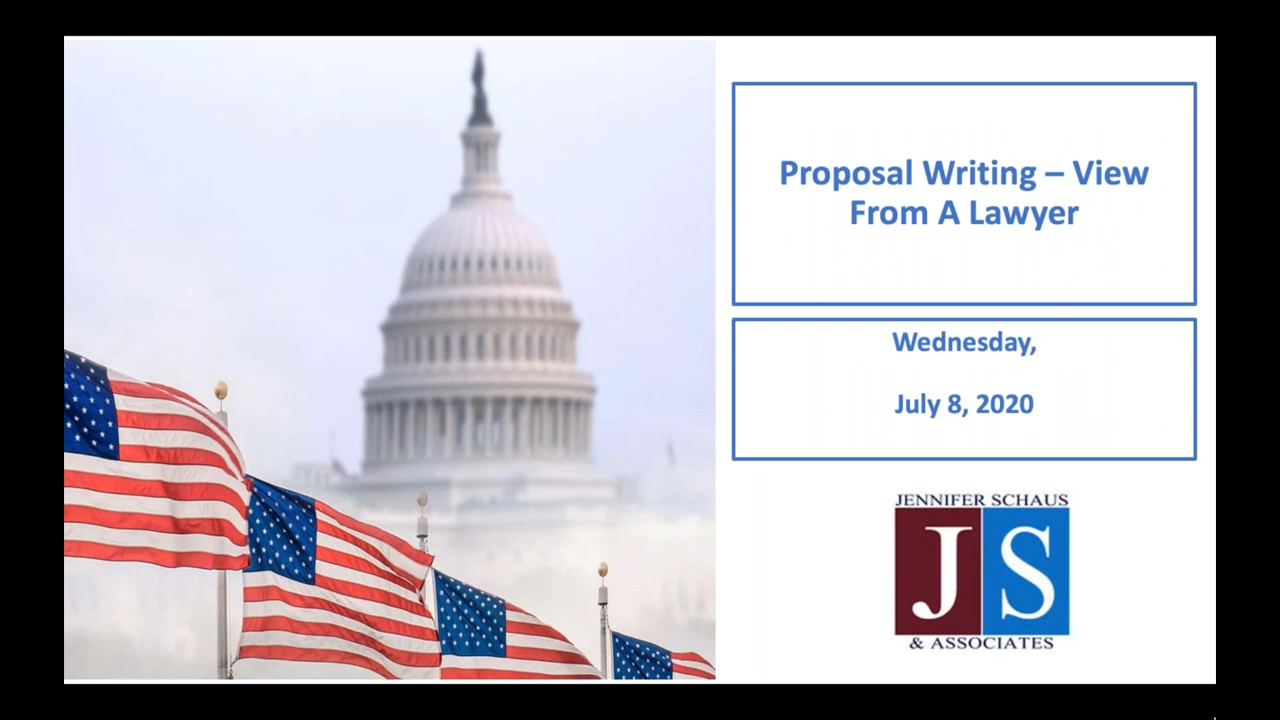 Proposal Writing – View
From A Lawyer
Wednesday,
July 8, 2020
JENNIFER SCHAUS
JS
& ASSOCIATES